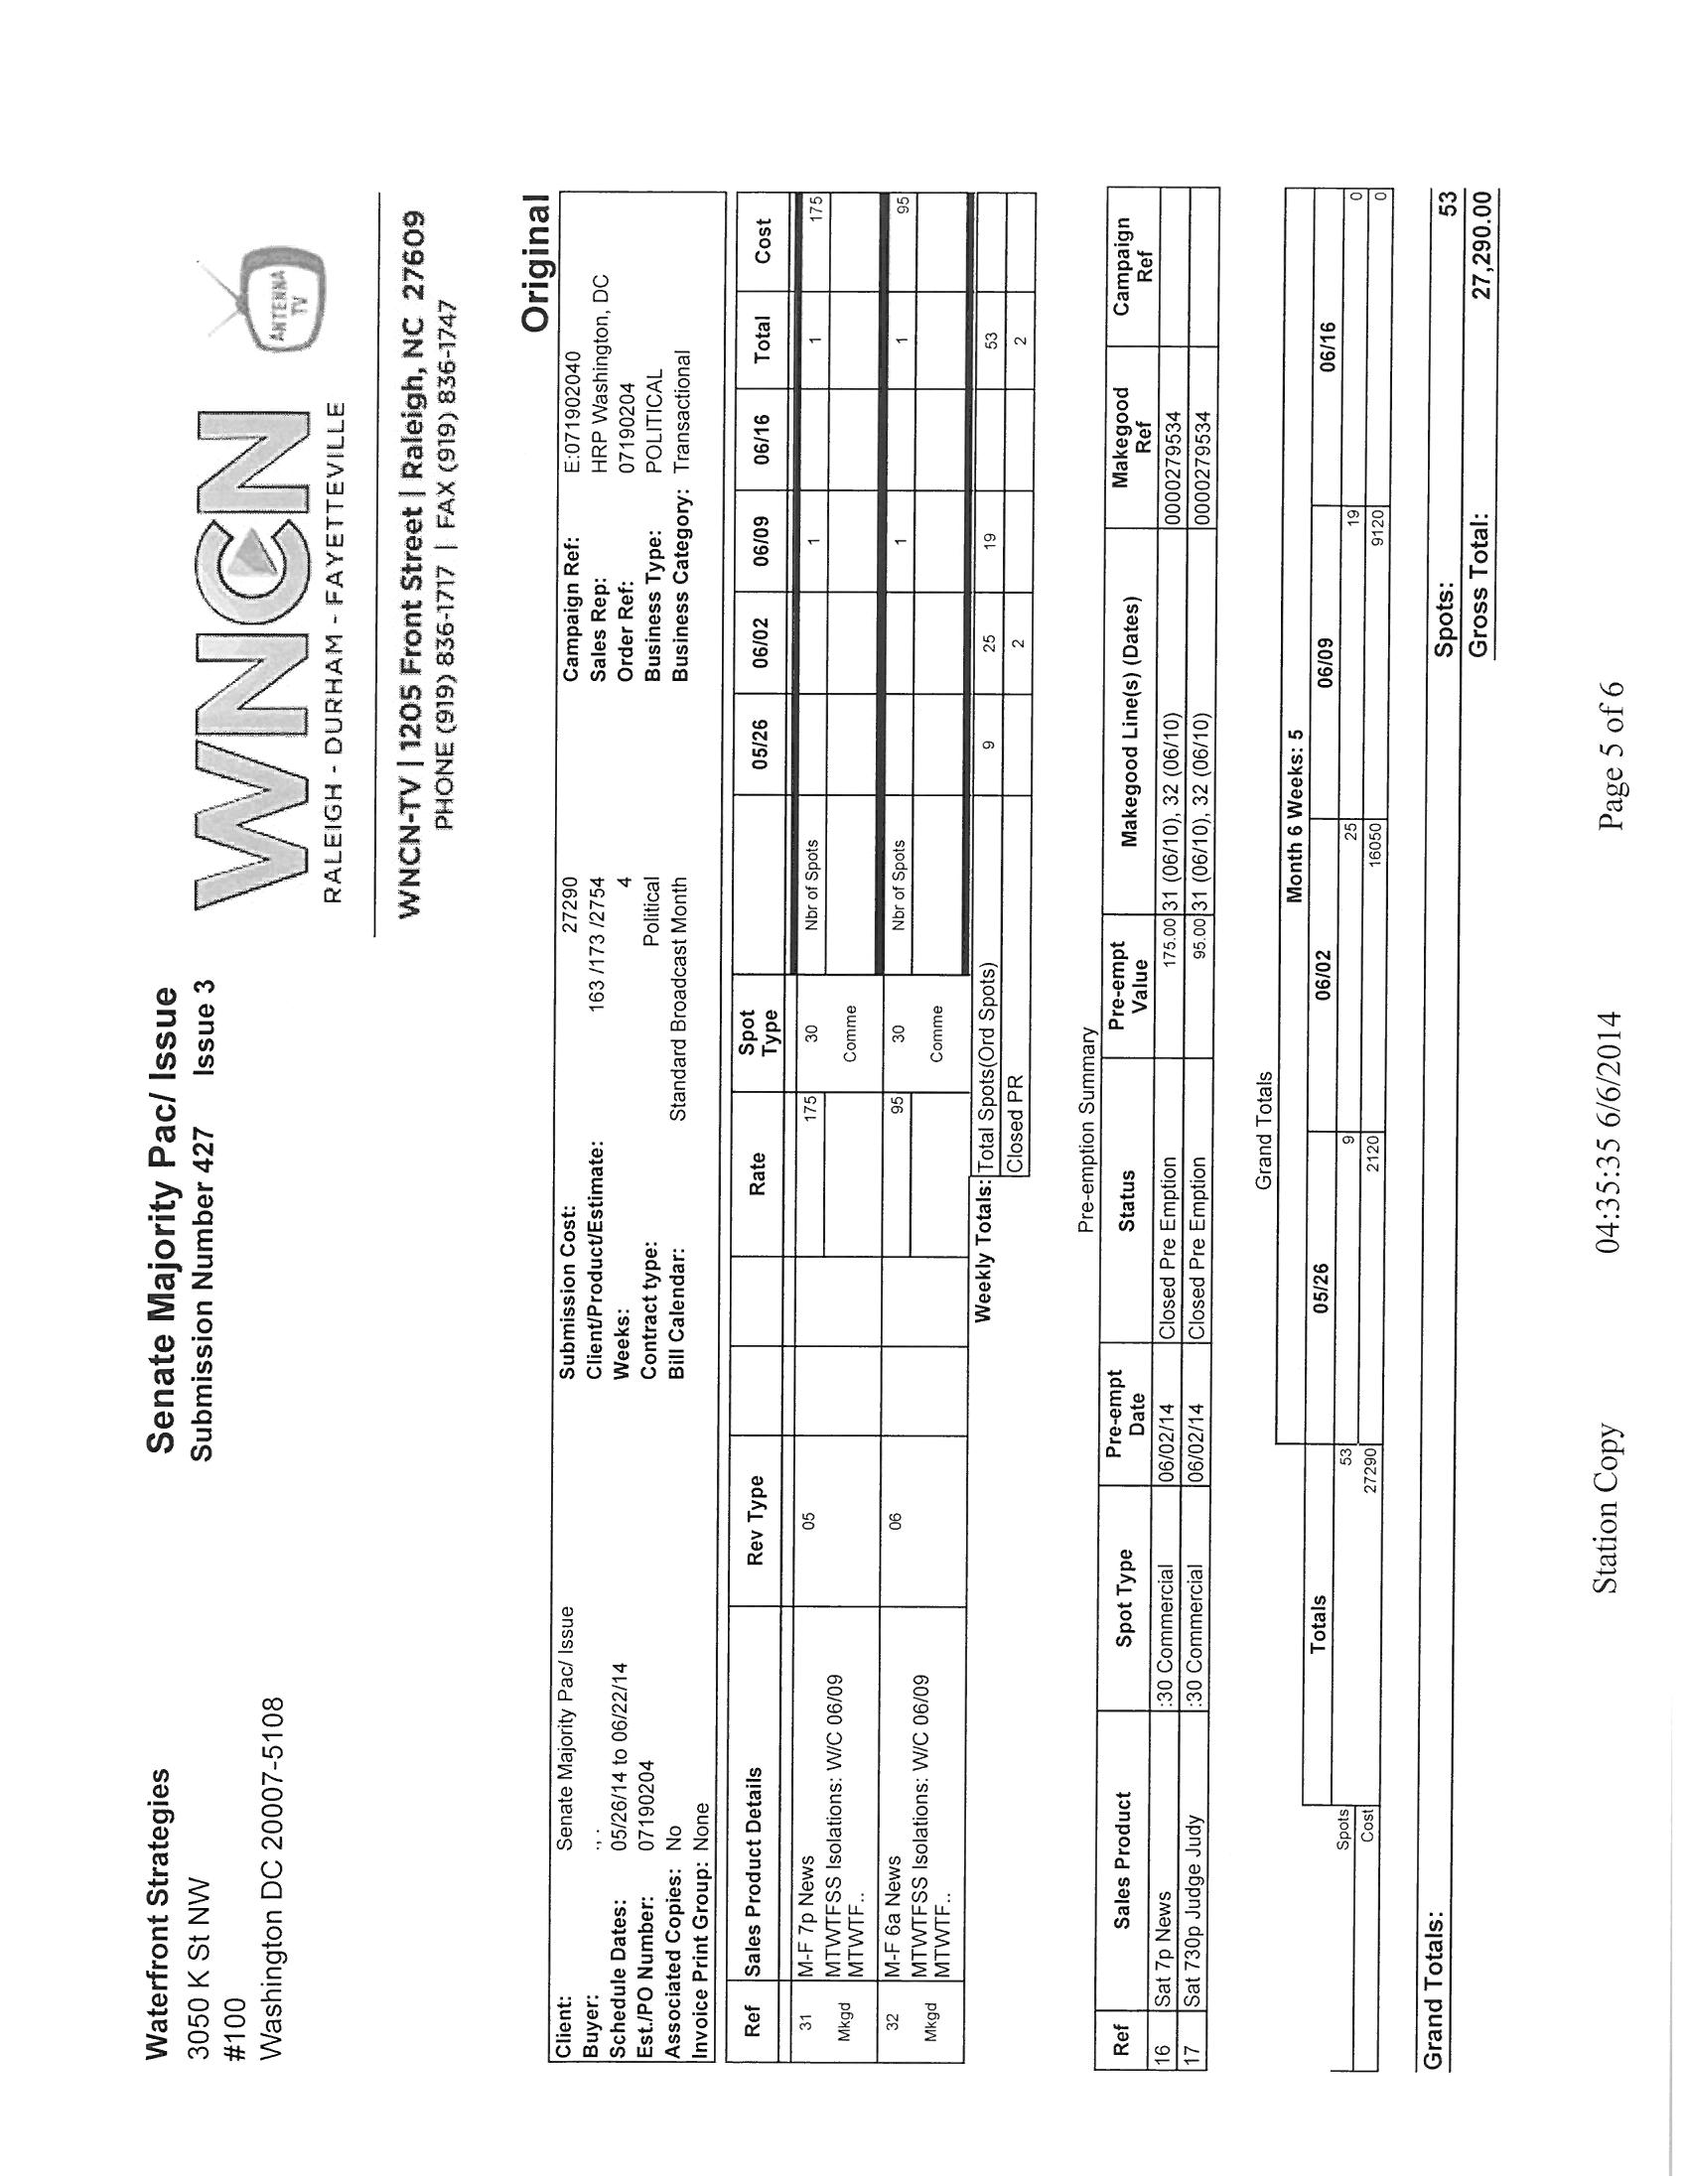 Waterfront Strategies
3050 K St NW
#100
Washington DC 20007-5108
Senate Majority Pac/ Issue
Submission Number 427 Issue 3
WNCN
ANTENNA TV
RALEIGH - DURHAM - FAYETTEVILLE
WNCN-TV | 1205 Front Street | Raleigh, NC 27609
PHONE (919) 836-1717 | FAX (919) 836-1747
Original
Client: Senate Majority Pac/ Issue Submission Cost: 27290 Campaign Ref: E:071902040
Buyer: ., . Client/Product/Estimate: 163 /173 /2754 Sales Rep: HRP Washington, DC
Schedule Dates: 05/26/14 to 06/22/14 Weeks: 4 Order Ref: 07190204
Est./PO Number: 07190204 Contract type: Political Business Type: POLITICAL
Associated Copies: No Bill Calendar: Standard Broadcast Month Business Category: Transactional
Invoice Print Group: None
Ref Sales Product Details Rev Type Rate Spot Type 05/26 06/02 06/09 06/16 Total Cost
31 M-F 7p News 05 175 30 Nbr of Spots 1 1 175
MTWTFSS Isolations: W/C 06/09 Comme
Mkgd MTWTF..
32 M-F 6a News 06 95 30 Nbr of Spots 1 1 95
MTWTFSS Isolations: W/C 06/09 Comme
Mkgd MTWTF..
Weekly Totals: Total Spots(Ord Spots) 9 25 19 53
Closed PR 2 2
Pre-emption Summary
Ref Sales Product Spot Type Pre-empt Date Status Pre-empt Value Makegood Line(s) (Dates) Makegood Ref Campaign Ref
16 Sat 7p News :30 Commercial 06/02/14 Closed Pre Emption 175.00 31 (06/10), 32 (06/10) 0000279534
17 Sat 730p Judge Judy :30 Commercial 06/02/14 Closed Pre Emption 95.00 31 (06/10), 32 (06/10) 0000279534
Grand Totals
Month 6 Weeks: 5
Totals 05/26 06/02 06/09 06/16
Spots 53 9 25 19 0
Cost 27290 2120 16050 9120 0
Grand Totals: Spots: 53
Gross Total: 27,290.00
Station Copy 04:35:35 6/6/2014 Page 5 of 6